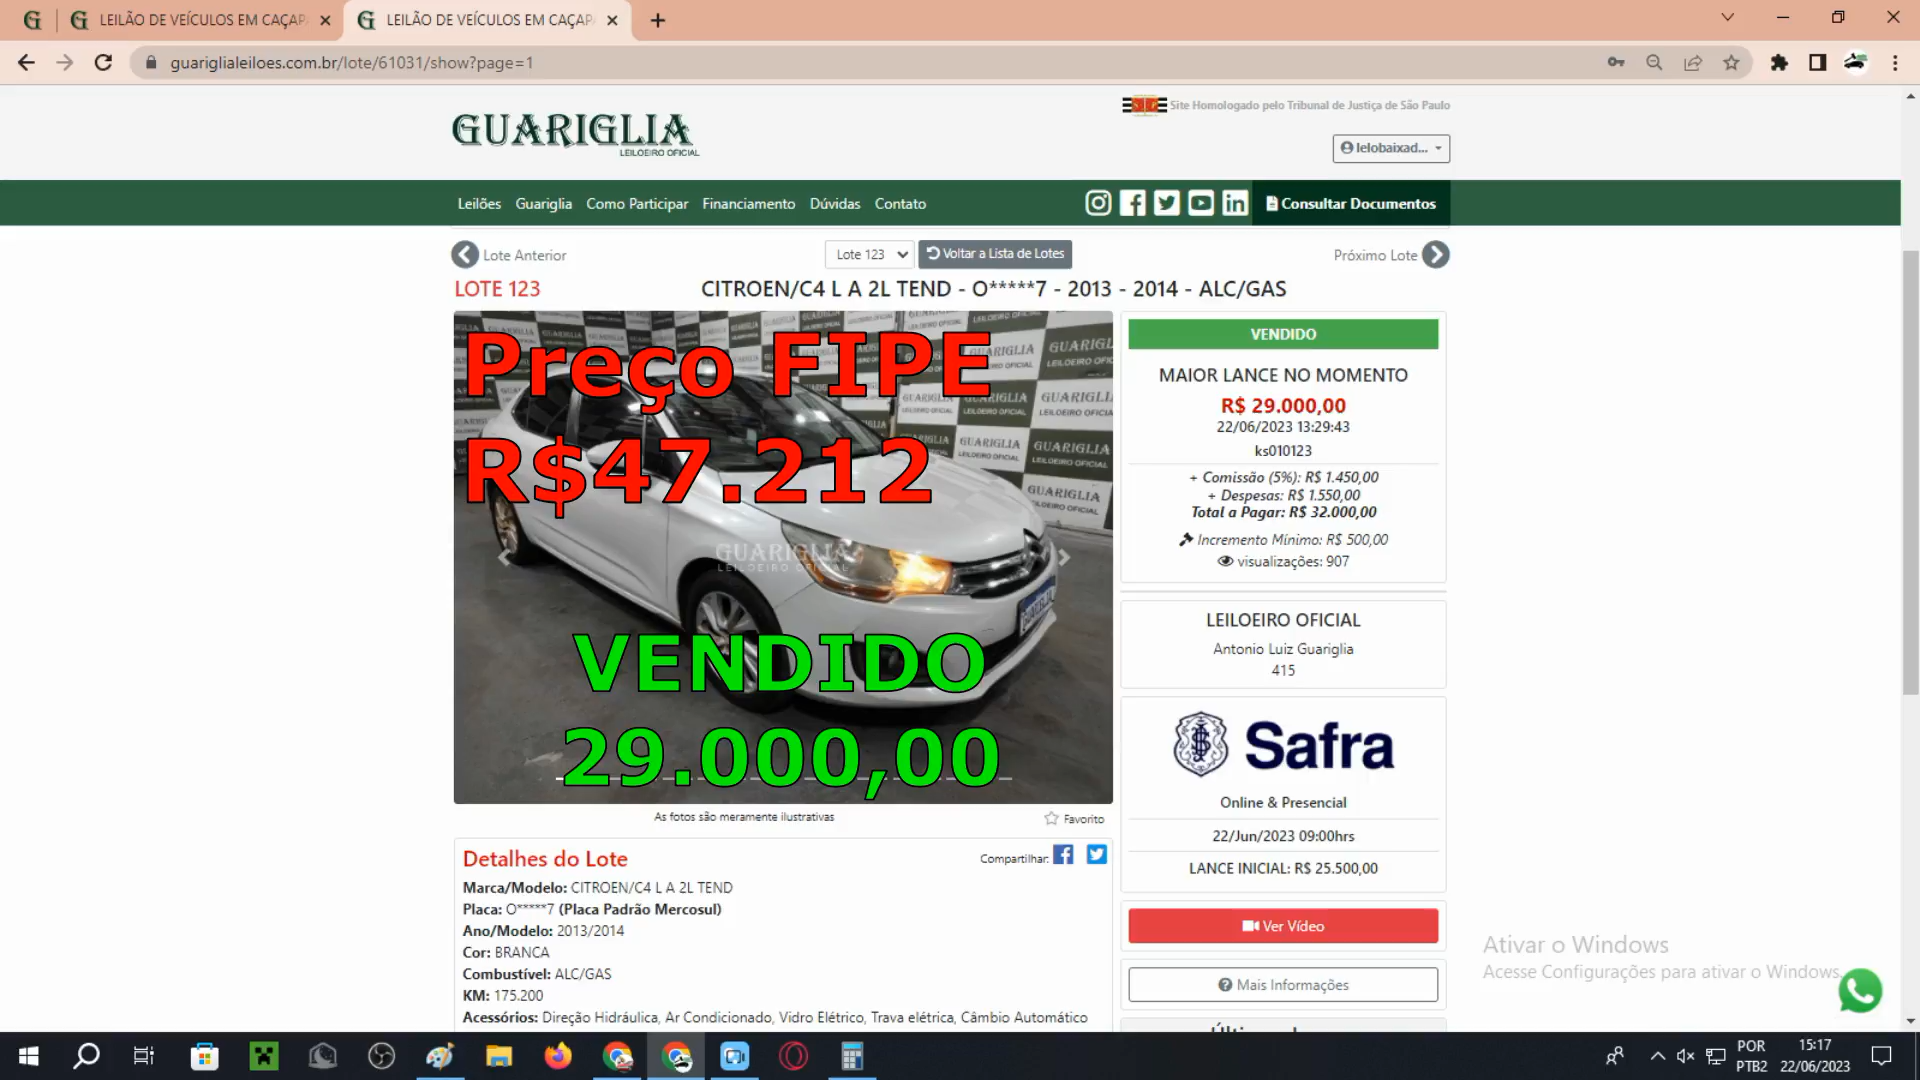 LEILÃO DE VEÍCULOS EM CAÇAPA
LEILÃO DE VEÍCULOS EM CAÇAP
guariglialeiloes.com.br/lote/61031/show?page=1
GUARIGLIA
LEILOEIRO OFICIAL
Site Homologado pelo Tribunal de Justiça de São Paulo
lelobaixad...
Leilões
Guariglia
Como Participar
Financiamento
Dúvidas
Contato
Consultar Documentos
Lote Anterior
Lote 123
Voltar a Lista de Lotes
Próximo Lote
LOTE 123
CITROEN/C4 L A 2L TEND - O*****7 - 2013 - 2014 - ALC/GAS
Preço FIPE
R$47.212
GUARIGLIA
LEILOEIRO OFICIAL
VENDIDO
29.000,00
As fotos são meramente ilustrativas
Favorito
VENDIDO
MAIOR LANCE NO MOMENTO
R$ 29.000,00
22/06/2023 13:29:43
ks010123
+ Comissão (5%): R$ 1.450,00
+ Despesas: R$ 1.550,00
Total a Pagar: R$ 32.000,00
Incremento Mínimo: R$ 500,00
visualizações: 907
LEILOEIRO OFICIAL
Antonio Luiz Guariglia
415
Safra
Online & Presencial
22/Jun/2023 09:00hrs
LANCE INICIAL: R$ 25.500,00
Ver Vídeo
Mais Informações
Detalhes do Lote
Compartilhar:
Marca/Modelo: CITROEN/C4 L A 2L TEND
Placa: O*****7 (Placa Padrão Mercosul)
Ano/Modelo: 2013/2014
Cor: BRANCA
Combustível: ALC/GAS
KM: 175.200
Acessórios: Direção Hidráulica, Ar Condicionado, Vidro Elétrico, Trava elétrica, Câmbio Automático
Ativar o Windows
Acesse Configurações para ativar o Windows.
POR
PTB2
15:17
22/06/2023